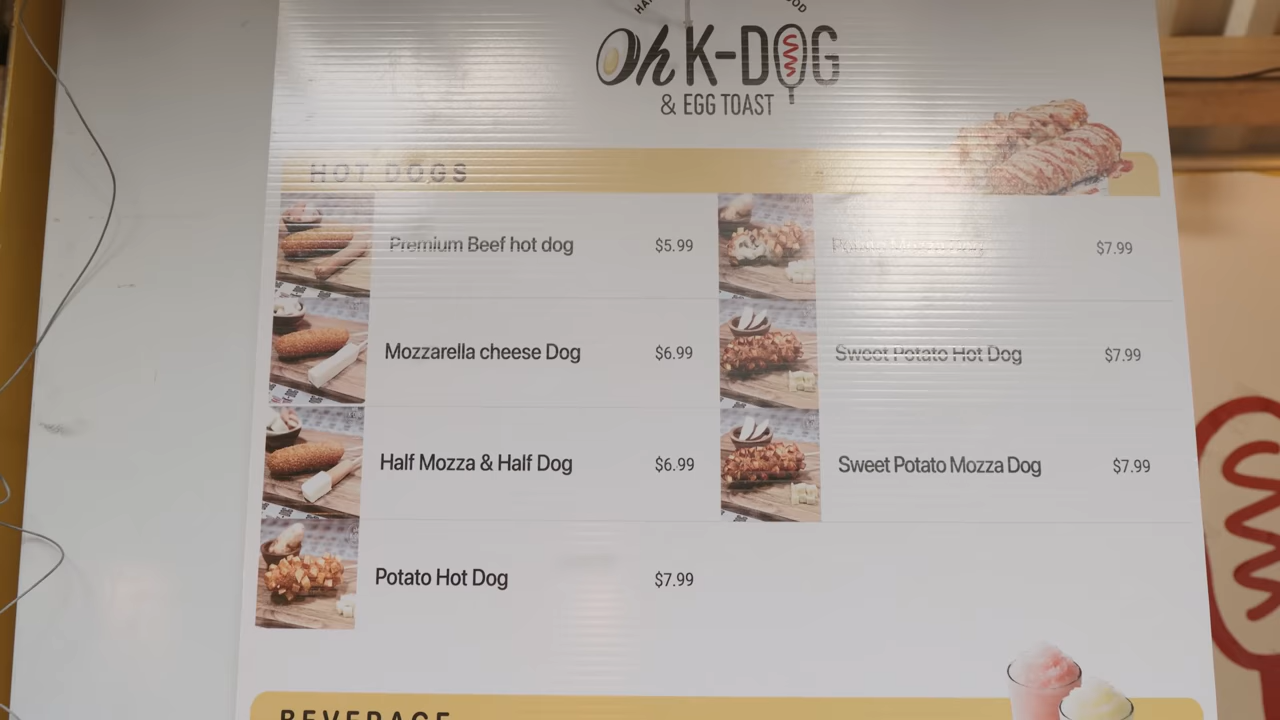 Oh K-DOG
& EGG TOAST
HOT DOGS
Premium Beef hot dog $5.99
Mozzarella cheese Dog $6.99
Half Mozza & Half Dog $6.99
Potato Hot Dog $7.99
Potato $7.99
Sweet Potato Hot Dog $7.99
Sweet Potato Mozza Dog $7.99
BEVERAGE